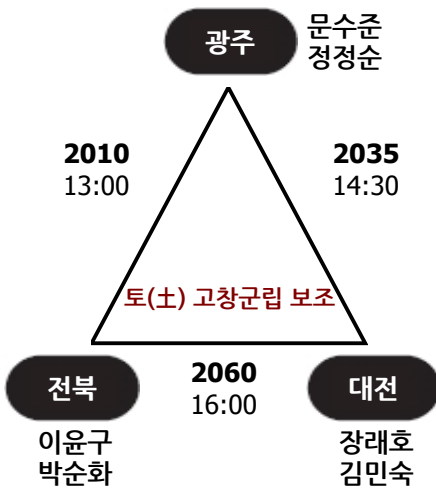 광주
문수준
정정순
2010
13:00
2035
14:30
토(土) 고창군립 보조
전북
2060
16:00
대전
이윤구
박순화
장래호
김민숙